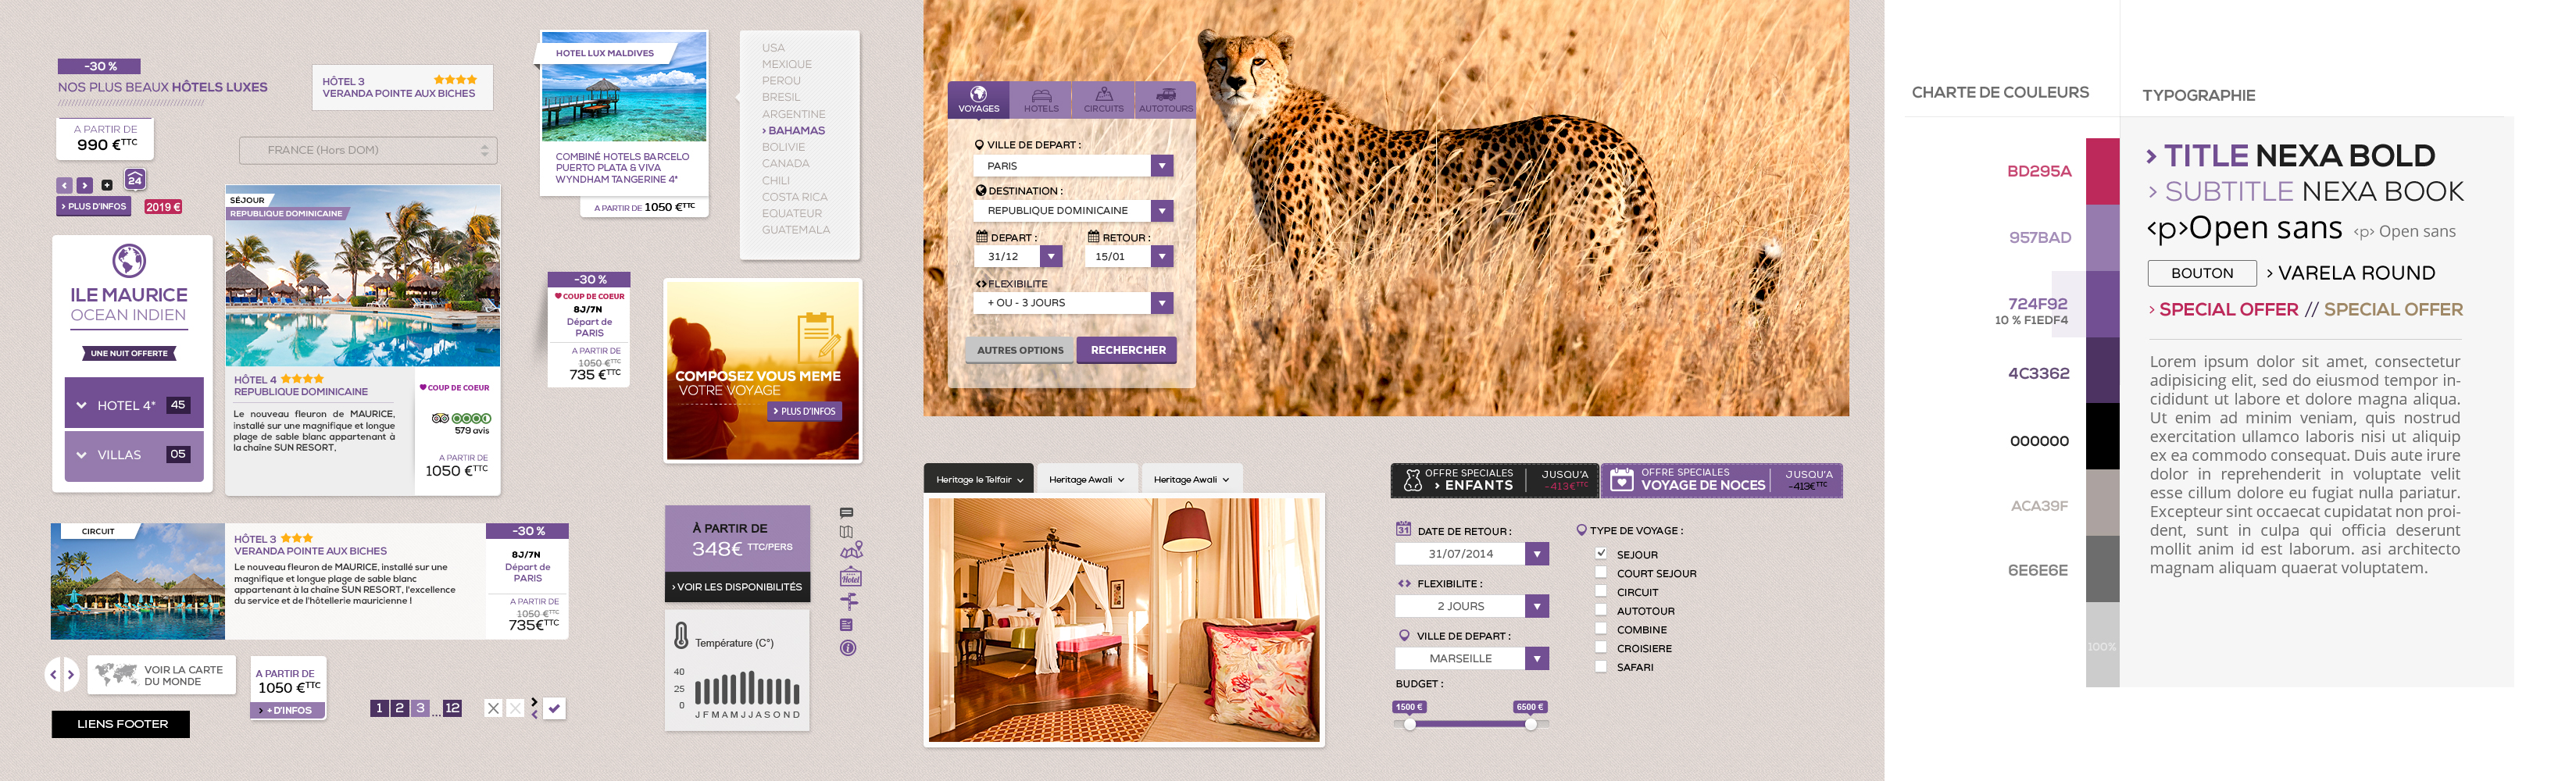 -30 %
NOS PLUS BEAUX HÔTELS LUXES
HÔTEL 3
VERANDA POINTE AUX BICHES
A PARTIR DE
990 €TTC
FRANCE (Hors DOM)
24
> PLUS D'INFOS
2019 €
ILE MAURICE
OCEAN INDIEN
UNE NUIT OFFERTE
HOTEL 4* 45
VILLAS 05
SÉJOUR
REPUBLIQUE DOMINICAINE
HÔTEL 4
REPUBLIQUE DOMINICAINE
Le nouveau fleuron de MAURICE,
installé sur une magnifique et longue
plage de sable blanc appartenant à
la chaîne SUN RESORT,
COUP DE COEUR
579 avis
A PARTIR DE
1050 €TTC
CIRCUIT
HÔTEL 3
VERANDA POINTE AUX BICHES
Le nouveau fleuron de MAURICE, installé sur une
magnifique et longue plage de sable blanc
appartenant à la chaîne SUN RESORT, l'excellence
du service et de l'hôtellerie mauricienne !
-30 %
8J/7N
Départ de
PARIS
A PARTIR DE
1050 €TTC
735€TTC
VOIR LA CARTE
DU MONDE
A PARTIR DE
1050 €TTC
> + D'INFOS
LIENS FOOTER
1 2 3 ... 12
HOTEL LUX MALDIVES
COMBINÉ HOTELS BARCELO
PUERTO PLATA & VIVA
WYNDHAM TANGERINE 4*
A PARTIR DE 1050 €TTC
USA
MEXIQUE
PEROU
BRESIL
ARGENTINE
> BAHAMAS
BOLIVIE
CANADA
CHILI
COSTA RICA
EQUATEUR
GUATEMALA
-30 %
COUP DE COEUR
8J/7N
Départ de
PARIS
A PARTIR DE
1050 €TTC
735 €TTC
COMPOSEZ VOUS MEME
VOTRE VOYAGE
> PLUS D'INFOS
À PARTIR DE
348€ TTC/PERS
> VOIR LES DISPONIBILITÉS
Hotel
Température (C°)
40
25
0
J F M A M J J A S O N D
VOYAGES HOTELS CIRCUITS AUTOTOURS
VILLE DE DEPART :
PARIS
DESTINATION :
REPUBLIQUE DOMINICAINE
DEPART : RETOUR :
31/12 15/01
FLEXIBILITE
+ OU - 3 JOURS
AUTRES OPTIONS RECHERCHER
Heritage le Telfair Heritage Awali Heritage Awali
OFFRE SPECIALES
> ENFANTS
JUSQU'A
-413€TTC
OFFRE SPECIALES
VOYAGE DE NOCES
JUSQU'A
-413€TTC
31 DATE DE RETOUR :
31/07/2014
FLEXIBILITE :
2 JOURS
VILLE DE DEPART :
MARSEILLE
BUDGET :
1500 € 6500 €
TYPE DE VOYAGE :
SEJOUR
COURT SEJOUR
CIRCUIT
AUTOTOUR
COMBINE
CROISIERE
SAFARI
CHARTE DE COULEURS
BD295A
957BAD
724F92
10 % F1EDF4
4C3362
000000
ACA39F
6E6E6E
100%
TYPOGRAPHIE
> TITLE NEXA BOLD
> SUBTITLE NEXA BOOK
<p>Open sans <p> Open sans
BOUTON > VARELA ROUND
> SPECIAL OFFER // SPECIAL OFFER
Lorem ipsum dolor sit amet, consectetur
adipisicing elit, sed do eiusmod tempor in-
cididunt ut labore et dolore magna aliqua.
Ut enim ad minim veniam, quis nostrud
exercitation ullamco laboris nisi ut aliquip
ex ea commodo consequat. Duis aute irure
dolor in reprehenderit in voluptate velit
esse cillum dolore eu fugiat nulla pariatur.
Excepteur sint occaecat cupidatat non proi-
dent, sunt in culpa qui officia deserunt
mollit anim id est laborum. asi architecto
magnam aliquam quaerat voluptatem.